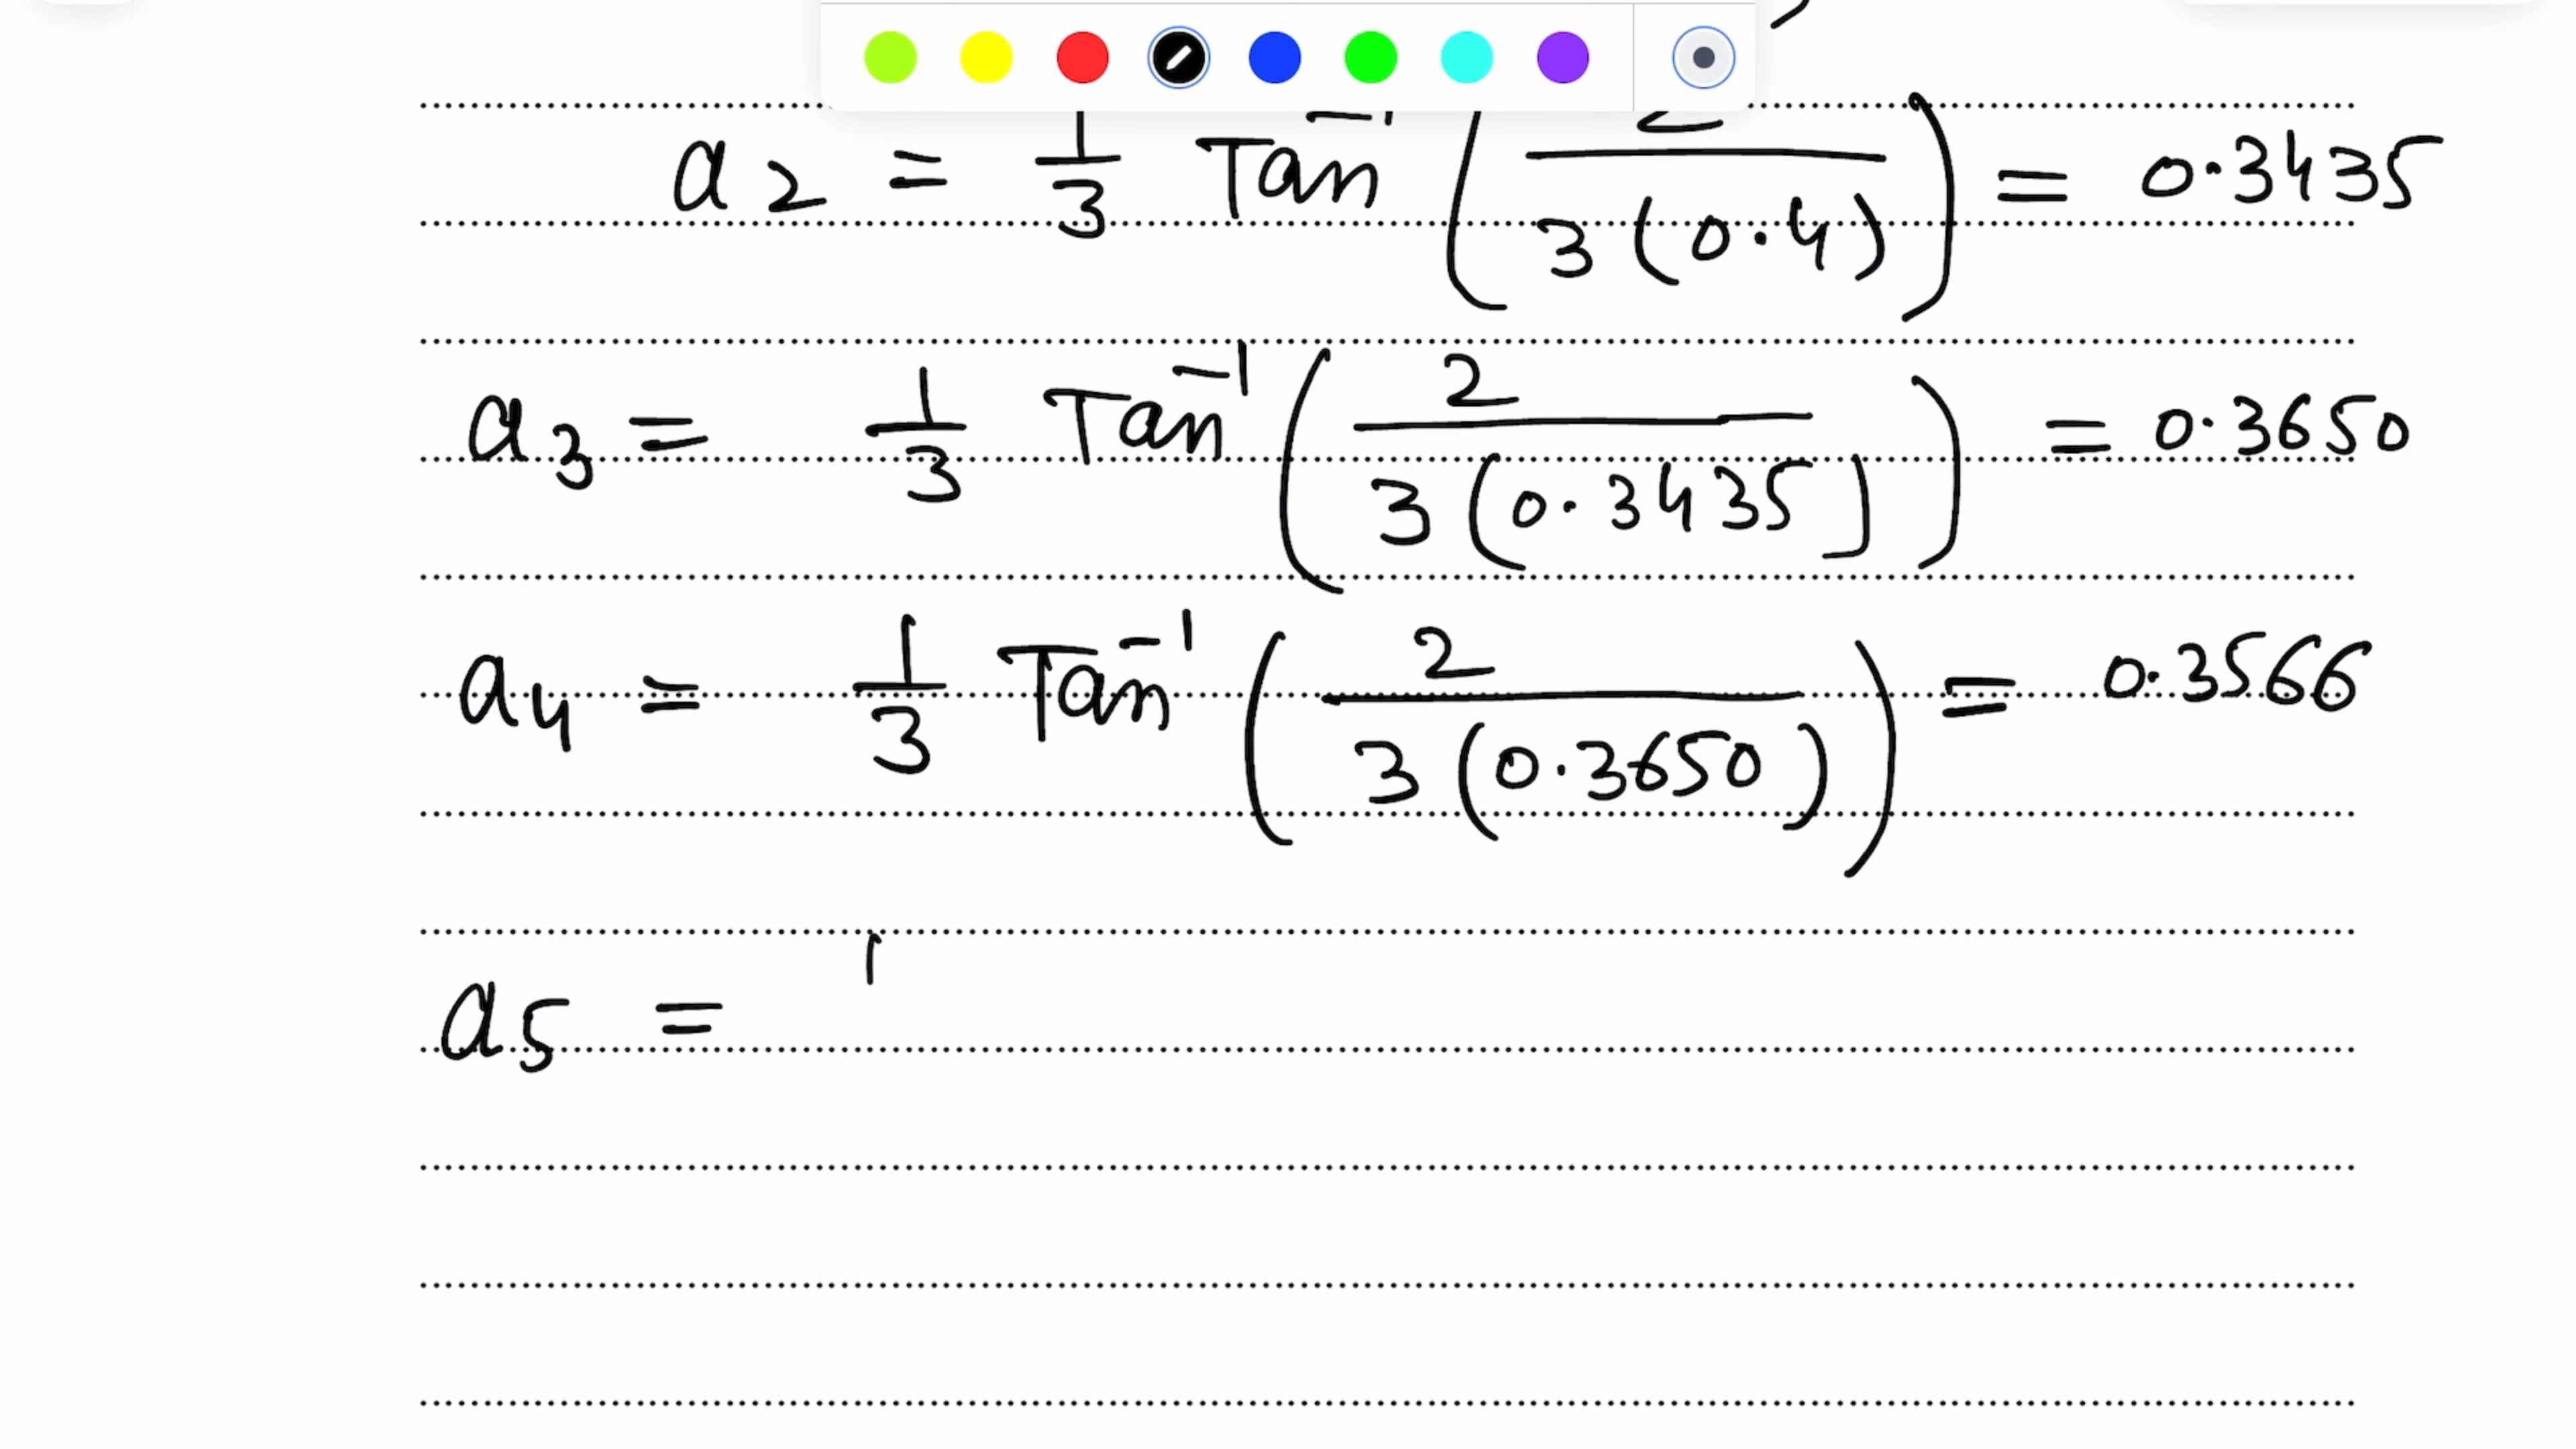 a₂ = 1/3 Tan⁻¹ (2 / 3(0.4)) = 0.3435
a₃ = 1/3 Tan⁻¹ (2 / 3(0.3435)) = 0.3650
a₄ = 1/3 Tan⁻¹ (2 / 3(0.3650)) = 0.3566
a₅ = 1